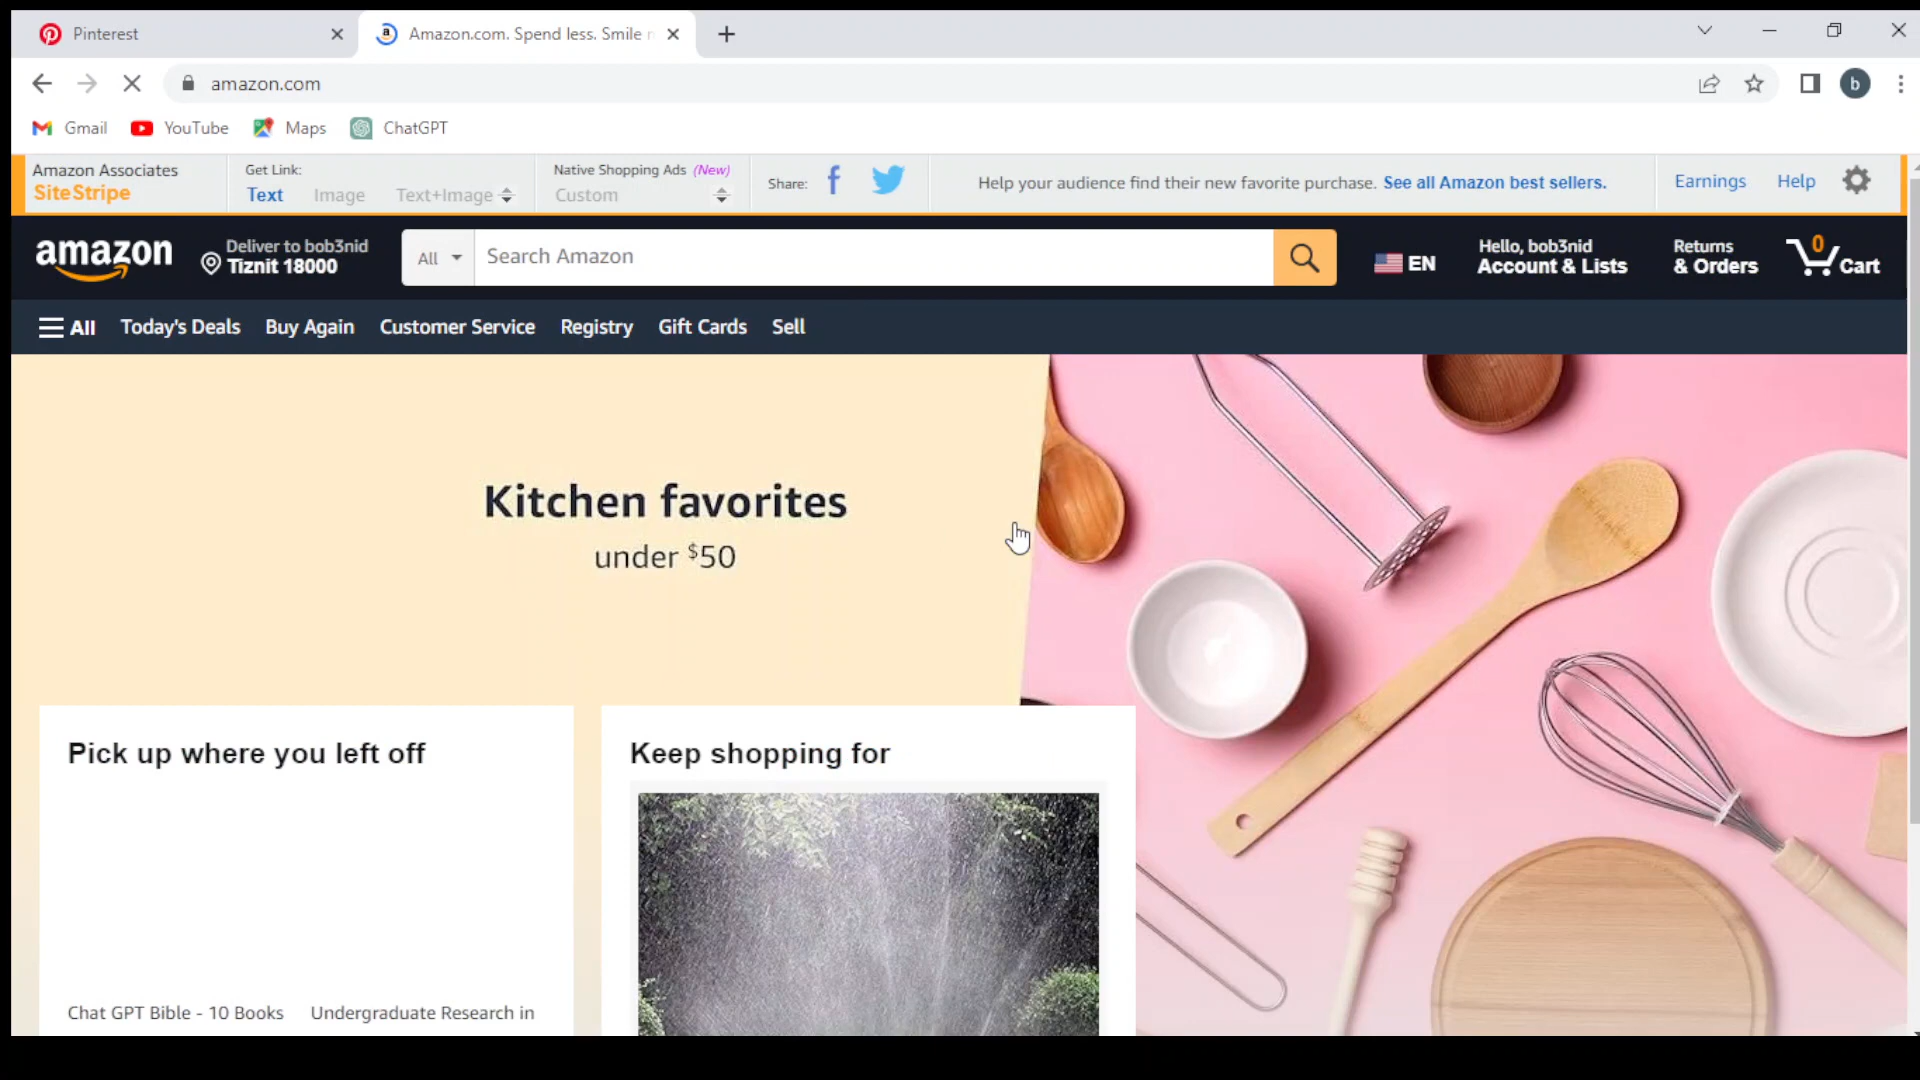 Pinterest
Amazon.com. Spend less. Smile
amazon.com
b
Gmail YouTube Maps ChatGPT
Amazon Associates
SiteStripe
Get Link:
Text Image Text+Image
Native Shopping Ads (New)
Custom
Share:
Help your audience find their new favorite purchase. See all Amazon best sellers.
Earnings Help
amazon
Deliver to bob3nid
Tiznit 18000
All
Search Amazon
EN
Hello, bob3nid
Account & Lists
Returns
& Orders
0
Cart
All Today's Deals Buy Again Customer Service Registry Gift Cards Sell
Kitchen favorites
under $50
Pick up where you left off
Keep shopping for
Chat GPT Bible - 10 Books
Undergraduate Research in